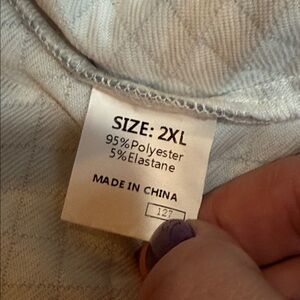 SIZE: 2XL
95%Polyester
5%Elastane
MADE IN CHINA
127